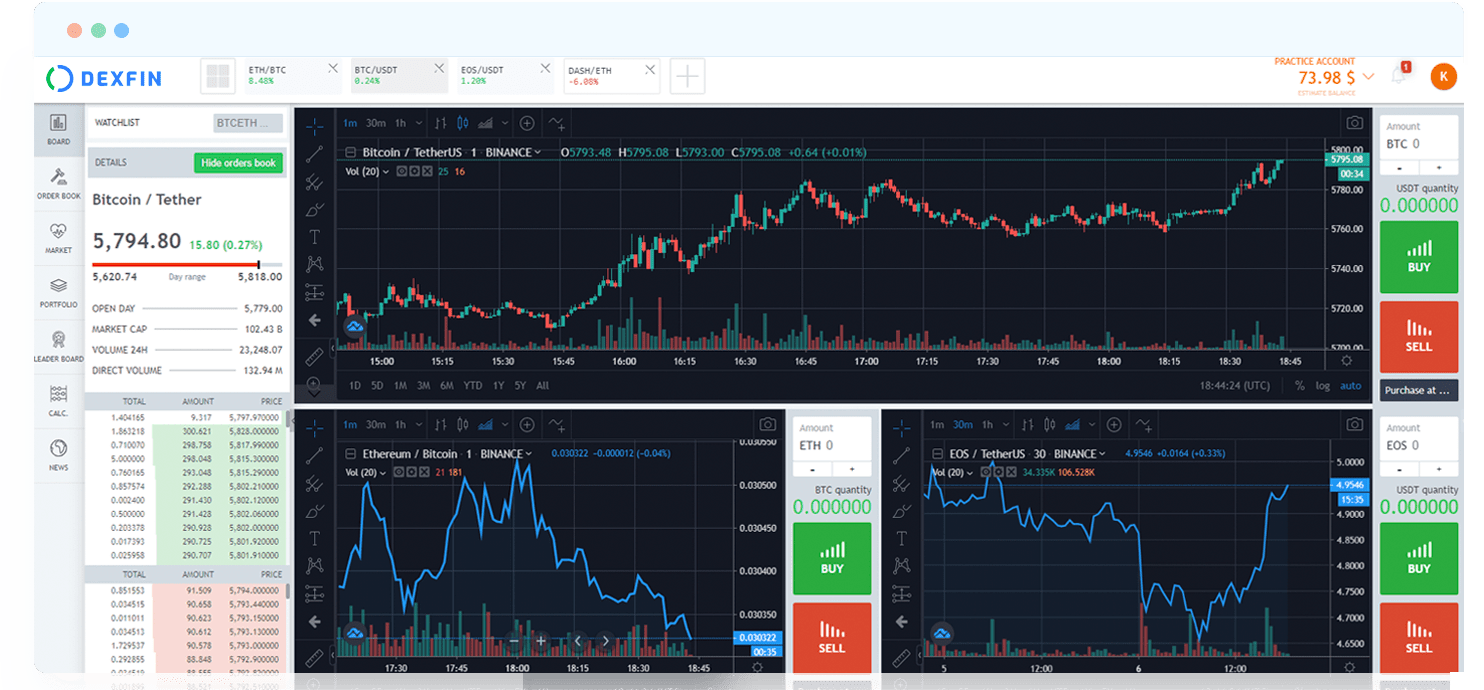 DEXFIN
ETH/BTC
8.48%
BTC/USDT
0.24%
EOS/USDT
1.20%
DASH/ETH
-6.08%
PRACTICE ACCOUNT
73.98 $
ESTIMATE BALANCE
1
K
BOARD
ORDER BOOK
MARKET
PORTFOLIO
LEADER BOARD
CALC.
NEWS
WATCHLIST
BTCETH ...
DETAILS
Hide orders book
Bitcoin / Tether
5,794.80 15.80 (0.27%)
5,620.74 Day range 5,818.00
OPEN DAY 5,779.00
MARKET CAP 102.43 B
VOLUME 24H 23,248.07
DIRECT VOLUME 132.94 M
TOTAL AMOUNT PRICE
1.404165 9.317 5,797.970000
1.863218 300.621 5,828.000000
0.710070 298.758 5,817.990000
5.000000 298.048 5,815.300000
0.760165 293.048 5,815.290000
0.857574 292.288 5,802.210000
0.002400 291.430 5,802.120000
0.500000 291.428 5,802.060000
0.203378 290.928 5,802.000000
0.017393 290.725 5,801.920000
0.025958 290.707 5,801.910000
TOTAL AMOUNT PRICE
0.851553 91.509 5,794.000000
0.034515 90.658 5,793.440000
0.011011 90.623 5,793.150000
0.034513 90.612 5,793.130000
1.729537 90.578 5,793.000000
0.292855 88.848 5,792.900000
1m 30m 1h
Bitcoin / TetherUS · 1 · BINANCE O5793.48 H5795.08 L5793.00 C5795.08 +0.64 (+0.01%)
Vol (20) 25 16
5800.00
5795.08
00:34
5780.00
5760.00
5740.00
5720.00
5700.00
15:00 15:15 15:30 15:45 16:00 16:15 16:30 16:45 17:00 17:15 17:30 17:45 18:00 18:15 18:30 18:45
1D 5D 1M 3M 6M YTD 1Y 5Y All 18:44:24 (UTC) % log auto
Amount
BTC 0
- +
USDT quantity
0.000000
BUY
SELL
Purchase at ...
1m 30m 1h
Ethereum / Bitcoin · 1 · BINANCE 0.030322 -0.000012 (-0.04%)
Vol (20) 21 181
0.030550
0.030500
0.030450
0.030400
0.030350
0.030322
00:35
17:30 17:45 18:00 18:15 18:30 18:45
Amount
ETH 0
- +
BTC quantity
0.000000
BUY
SELL
1m 30m 1h
EOS / TetherUS · 30 · BINANCE 4.9546 +0.0164 (+0.33%)
Vol (20) 34.335K 106.528K
5.0000
4.9546
15:35
4.9000
4.8500
4.8000
4.7500
4.7000
4.6500
5 12:00 6 12:00
Amount
EOS 0
- +
USDT quantity
0.000000
BUY
SELL